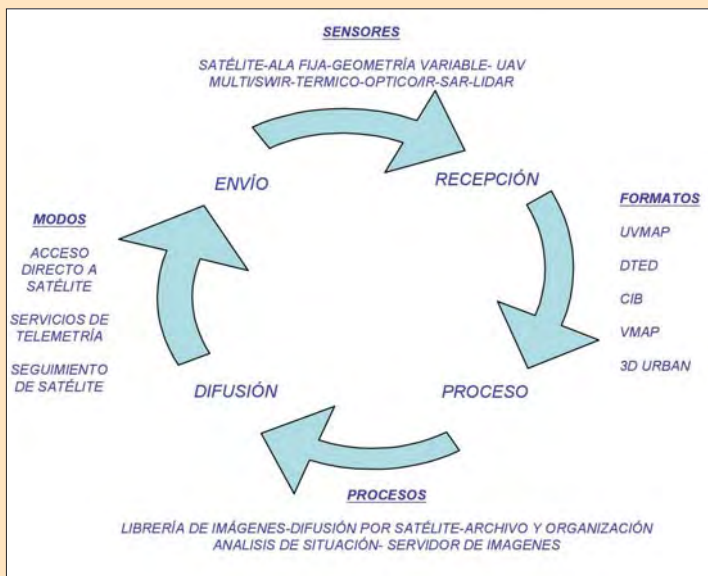 SENSORES
SATÉLITE-ALA FIJA-GEOMETRÍA VARIABLE- UAV
MULTI/SWIR-TERMICO-OPTICO/IR-SAR-LIDAR
ENVÍO
RECEPCIÓN
MODOS
ACCESO
DIRECTO A
SATÉLITE
SERVICIOS DE
TELEMETRÍA
SEGUIMIENTO
DE SATÉLITE
FORMATOS
UVMAP
DTED
CIB
VMAP
3D URBAN
DIFUSIÓN
PROCESO
PROCESOS
LIBRERÍA DE IMÁGENES-DIFUSIÓN POR SATÉLITE-ARCHIVO Y ORGANIZACIÓN
ANALISIS DE SITUACIÓN- SERVIDOR DE IMAGENES